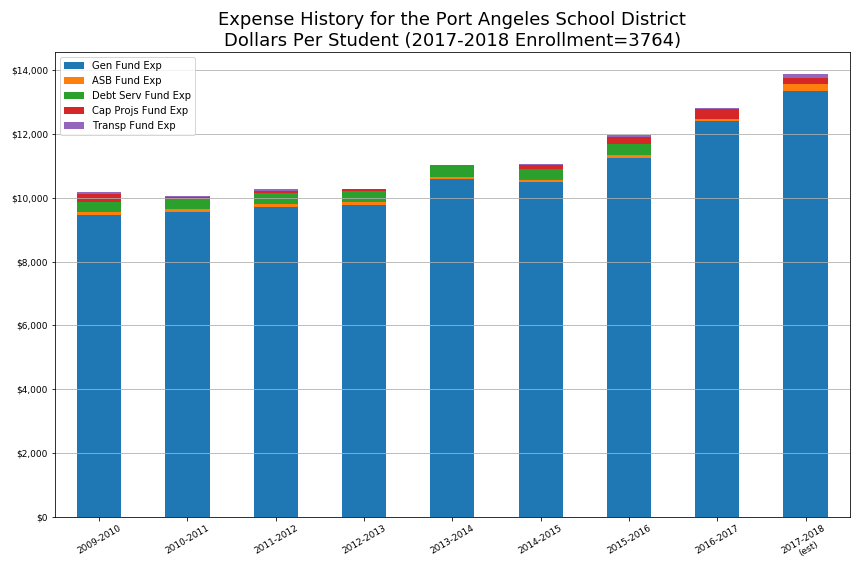 Expense History for the Port Angeles School District
Dollars Per Student (2017-2018 Enrollment=3764)
Gen Fund Exp
ASB Fund Exp
Debt Serv Fund Exp
Cap Projs Fund Exp
Transp Fund Exp
$14,000
$12,000
$10,000
$8,000
$6,000
$4,000
$2,000
$0
2009-2010
2010-2011
2011-2012
2012-2013
2013-2014
2014-2015
2015-2016
2016-2017
2017-2018
(est)